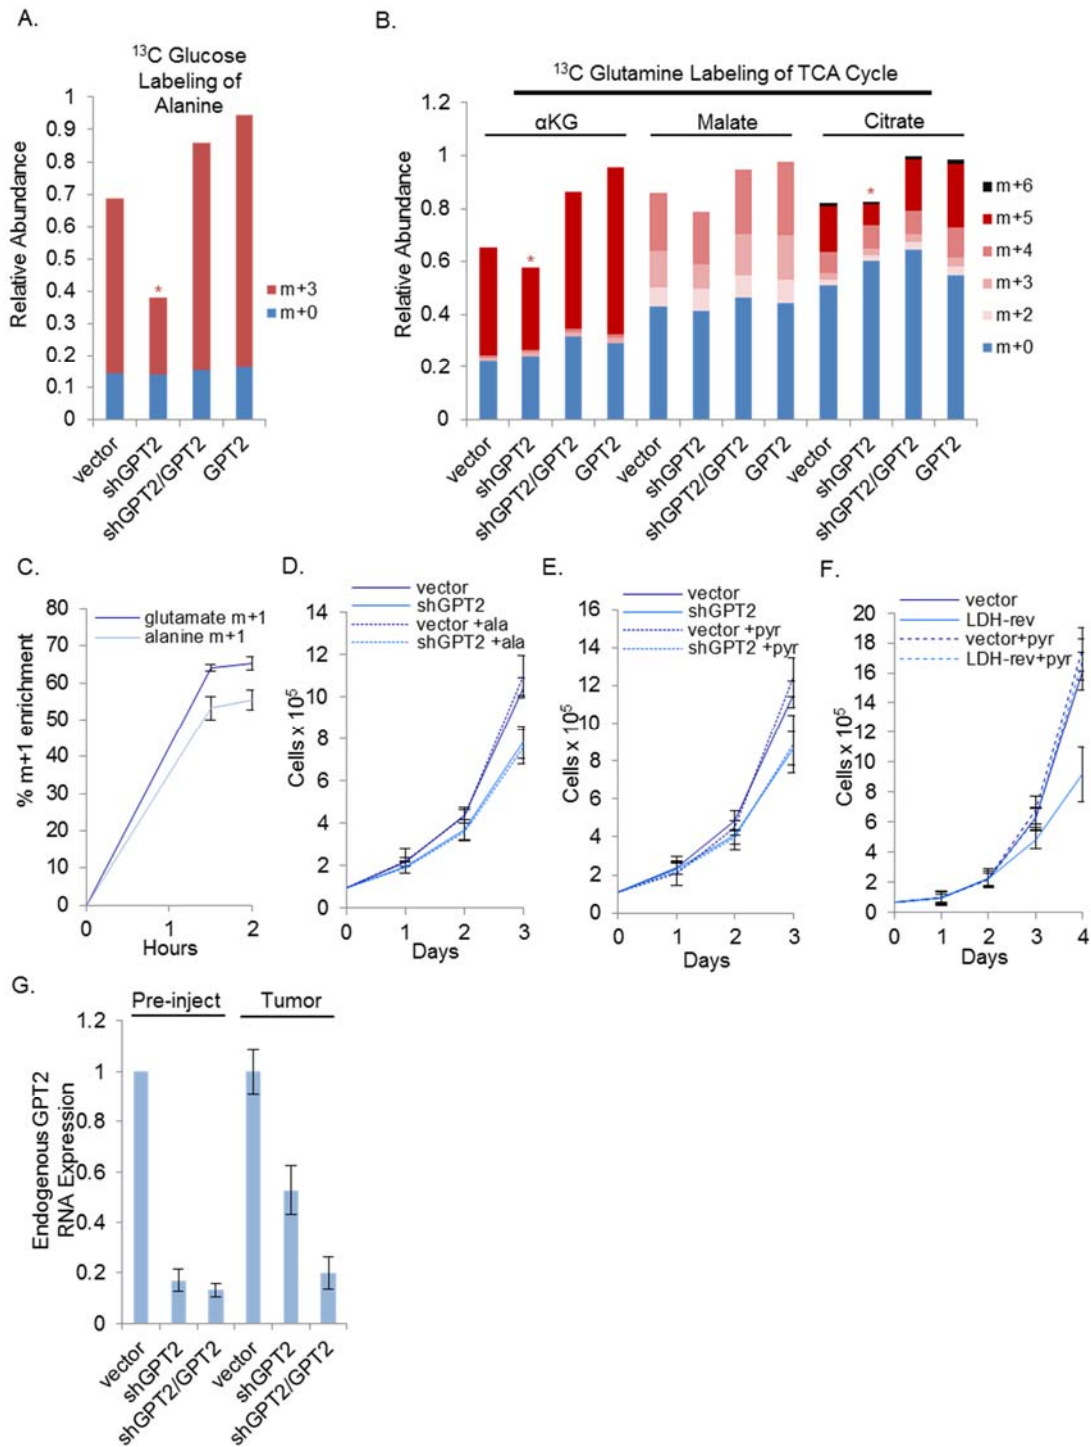 A.
¹³C Glucose
Labeling of
Alanine
Relative Abundance
1
0.9
0.8
0.7
0.6
0.5
0.4
0.3
0.2
0.1
0
*
m+3
m+0
vector
shGPT2
shGPT2/GPT2
GPT2
B.
¹³C Glutamine Labeling of TCA Cycle
αKG
Malate
Citrate
Relative Abundance
1.2
1
0.8
0.6
0.4
0.2
0
*
*
m+6
m+5
m+4
m+3
m+2
m+0
vector
shGPT2
shGPT2/GPT2
GPT2
vector
shGPT2
shGPT2/GPT2
GPT2
vector
shGPT2
shGPT2/GPT2
GPT2
C.
% m+1 enrichment
80
70
60
50
40
30
20
10
0
glutamate m+1
alanine m+1
0
1
2
Hours
D.
vector
shGPT2
vector +ala
shGPT2 +ala
Cells x 10⁵
14
12
10
8
6
4
2
0
0
1
2
3
Days
E.
vector
shGPT2
vector +pyr
shGPT2 +pyr
Cells x 10⁵
16
14
12
10
8
6
4
2
0
0
1
2
3
Days
F.
vector
LDH-rev
vector+pyr
LDH-rev+pyr
Cells x 10⁵
20
18
16
14
12
10
8
6
4
2
0
0
1
2
3
4
Days
G.
Pre-inject
Tumor
Endogenous GPT2
RNA Expression
1.2
1
0.8
0.6
0.4
0.2
0
vector
shGPT2
shGPT2/GPT2
vector
shGPT2
shGPT2/GPT2